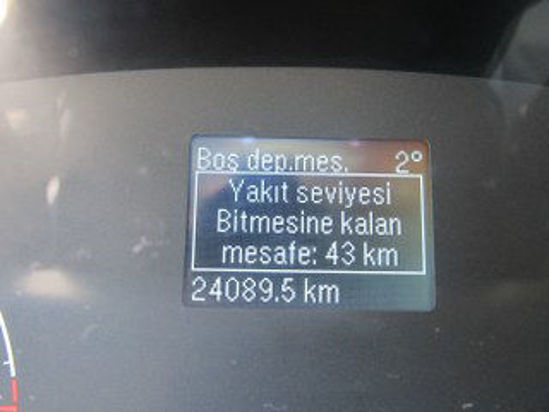 Boş dep.mes. 2°
Yakıt seviyesi
Bitmesine kalan
mesafe: 43 km
24089.5 km